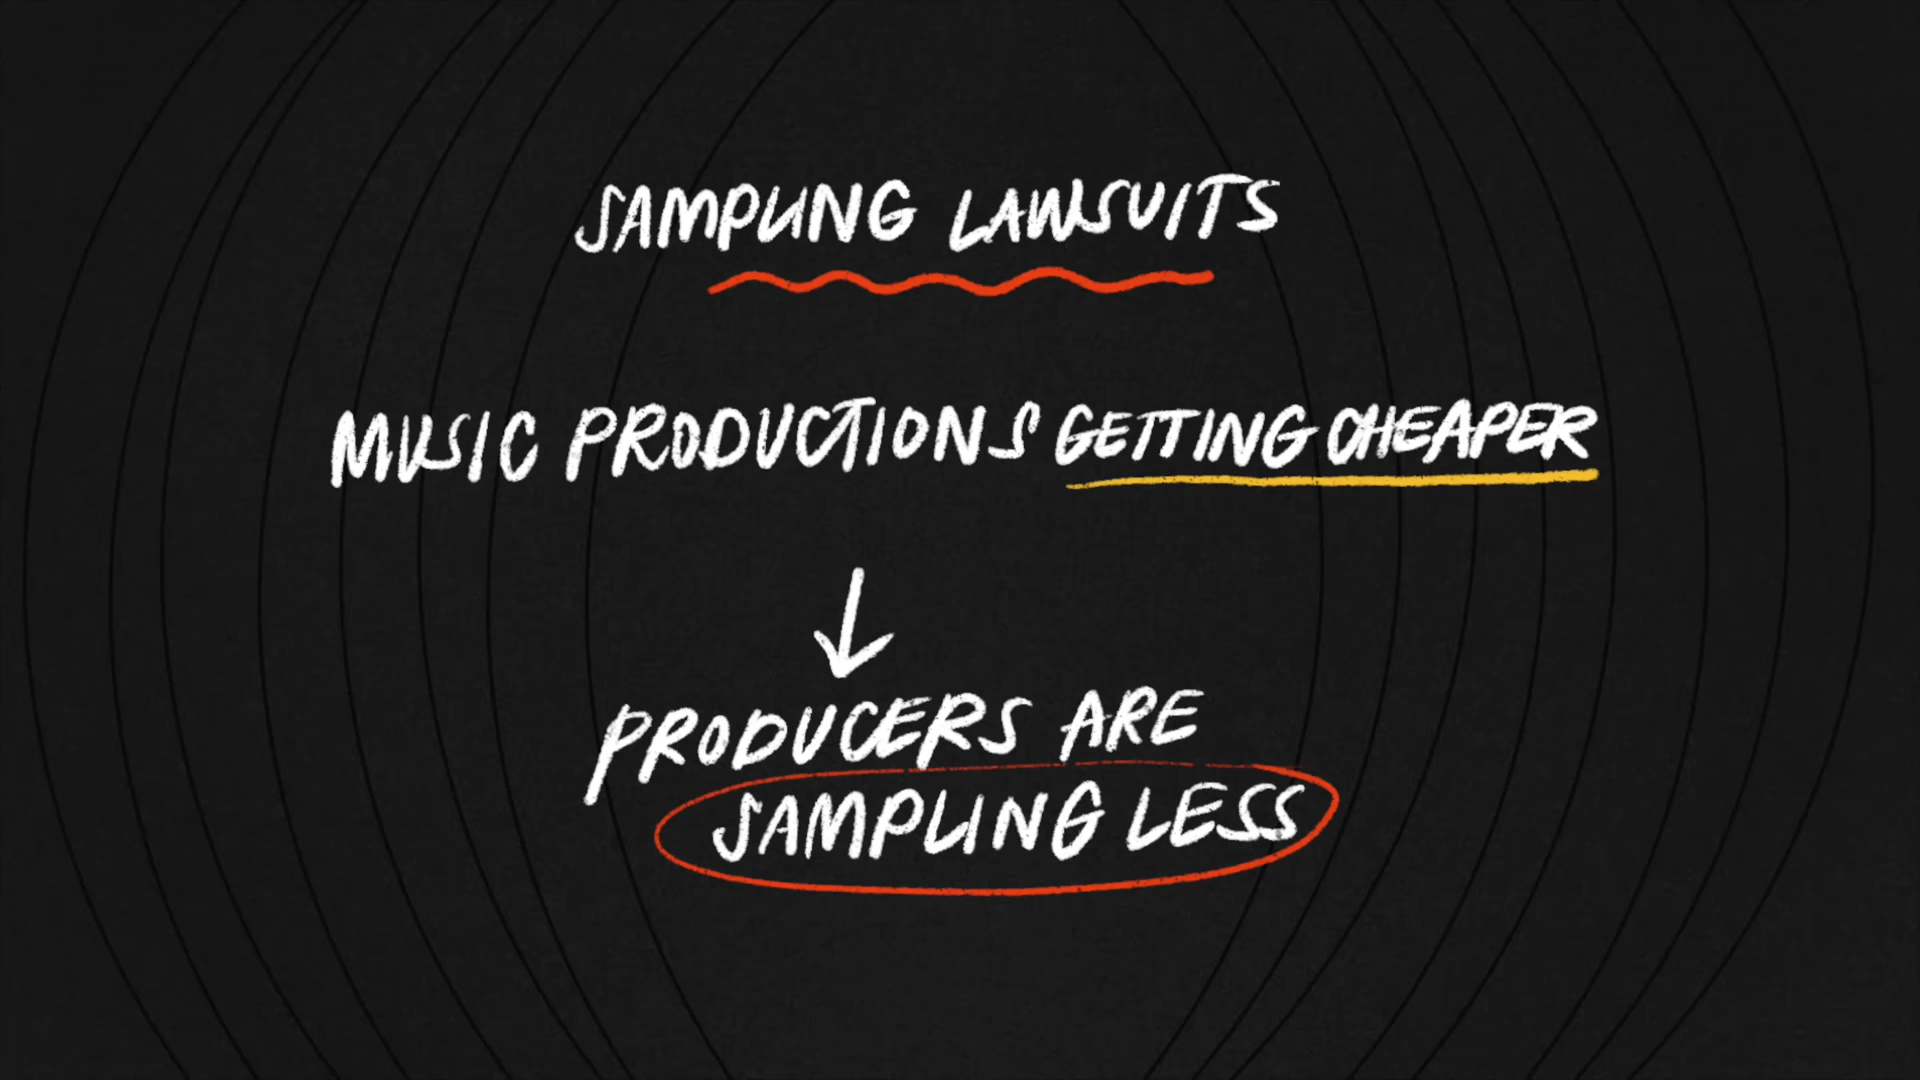 SAMPLING LAWSUITS
MUSIC PRODUCTIONS GETTING CHEAPER
PRODUCERS ARE
SAMPLING LESS